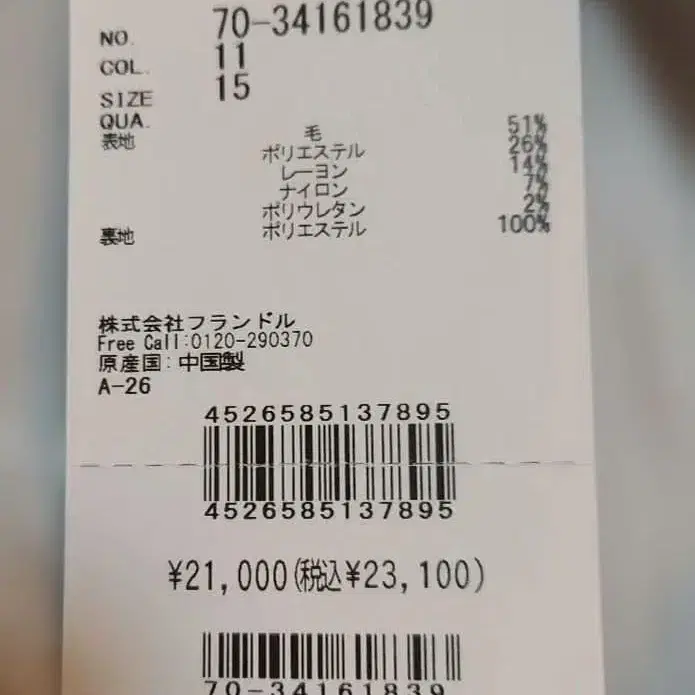 NO. 70-34161839
COL. 11
SIZE 15
QUA.
表地 毛 51%
ポリエステル 26%
レーヨン 14%
ナイロン 7%
ポリウレタン 2%
裏地 ポリエステル 100%
株式会社フランドル
Free Call:0120-290370
原産国:中国製
A-26
4526585137895
4526585137895
¥21,000(税込¥23,100)
70-34161839